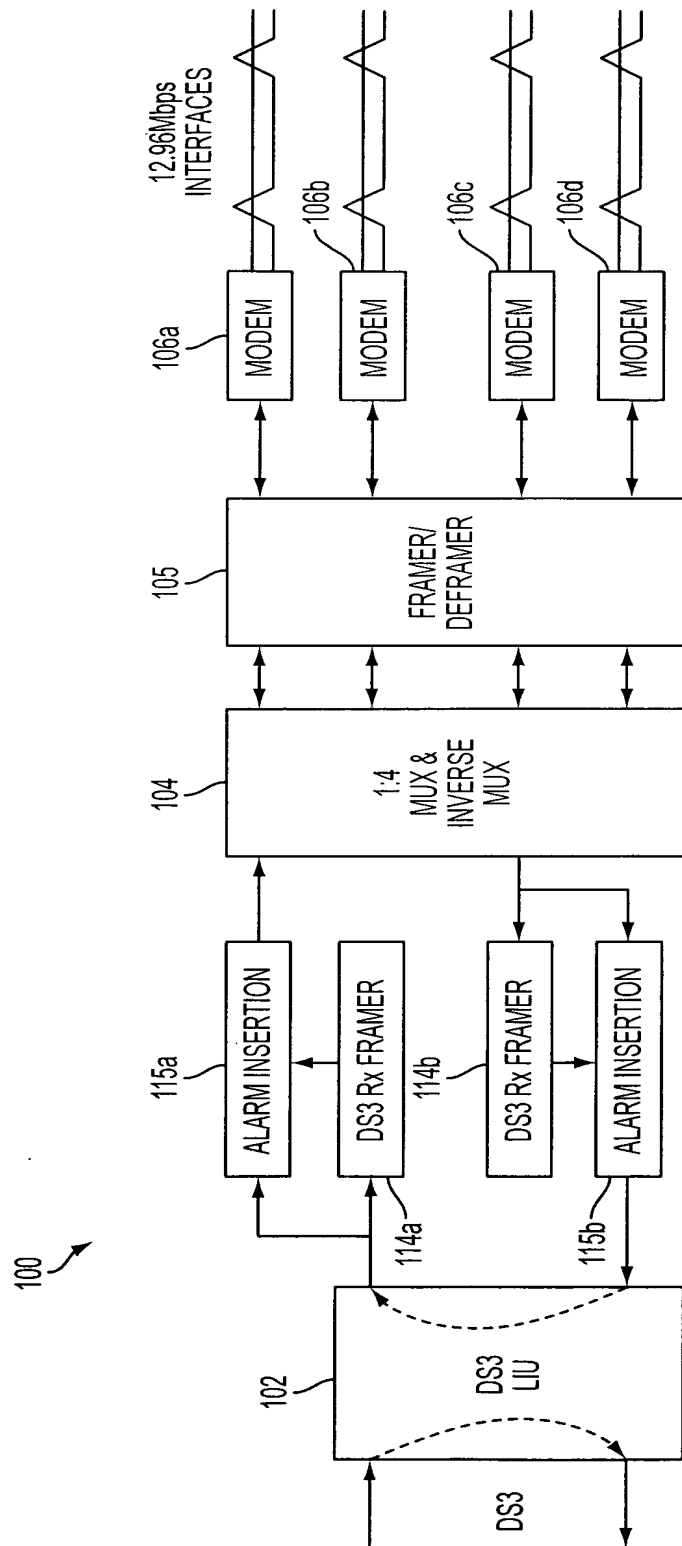 100
DS3
102
DS3
LIU
115a
ALARM INSERTION
DS3 Rx FRAMER
114a
114b
DS3 Rx FRAMER
ALARM INSERTION
115b
104
1:4
MUX &
INVERSE
MUX
105
FRAMER/
DEFRAMER
12.96Mbps
INTERFACES
106a
MODEM
106b
MODEM
106c
MODEM
106d
MODEM